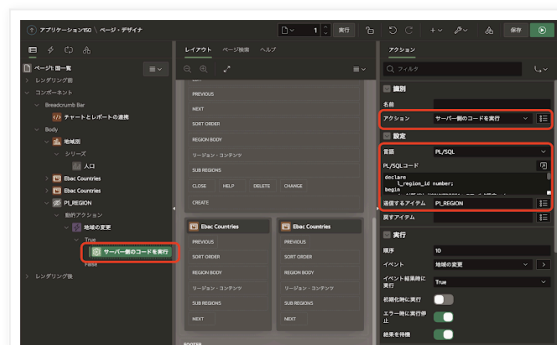 アプリケーション150 \ ページ・デザイナ
1
実行
保存
レイアウト
ページ検索
ヘルプ
アクション
フィルタ
ページ1: 国一覧
レンダリング前
コンポーネント
Breadcrumb Bar
チャートとレポートの連携
Body
地域別
シリーズ
人口
Ebac Countries
Ebac Countries
P1_REGION
動的アクション
地域の変更
True
サーバー側のコードを実行
False
レンダリング後
PREVIOUS
NEXT
SORT ORDER
REGION BODY
リージョン・コンテンツ
SUB REGIONS
CLOSE
HELP
DELETE
CHANGE
CREATE
Ebac Countries
PREVIOUS
SORT ORDER
REGION BODY
リージョン・コンテンツ
SUB REGIONS
NEXT
Ebac Countries
PREVIOUS
SORT ORDER
REGION BODY
リージョン・コンテンツ
SUB REGIONS
NEXT
識別
名前
アクション
サーバー側のコードを実行
設定
言語
PL/SQL
PL/SQLコード
declare
l_region_id number;
begin
送信するアイテム
P1_REGION
戻すアイテム
実行
順序
10
イベント
地域の変更
イベント結果時に実行
True
初期化時に実行
エラー時に実行停止
結果を待機